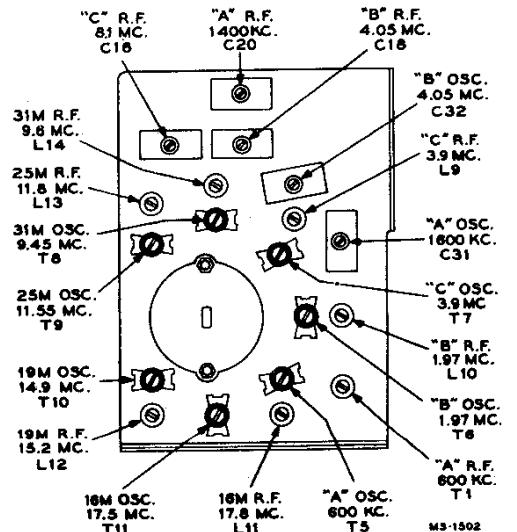 "C" R.F.
8.1 MC.
C16
"A" R.F.
1400 KC.
C20
"B" R.F.
4.05 MC.
C18
"B" OSC.
4.05 MC.
C32
"C" R.F.
3.9 MC.
L9
"A" OSC.
1600 KC.
C31
"C" OSC.
3.9 MC
T7
"B" R.F.
1.97 MC.
L10
"B" OSC.
1.97 MC.
T6
"A" R.F.
600 KC.
T1
31M R.F.
9.6 MC.
L14
25M R.F.
11.8 MC.
L13
31M OSC.
9.45 MC.
T8
25M OSC.
11.55 MC.
T9
19M OSC.
14.9 MC.
T10
19M R.F.
15.2 MC.
L12
16M OSC.
17.5 MC.
T11
16M R.F.
17.8 MC.
L11
"A" OSC.
600 KC.
T5
MS-1502